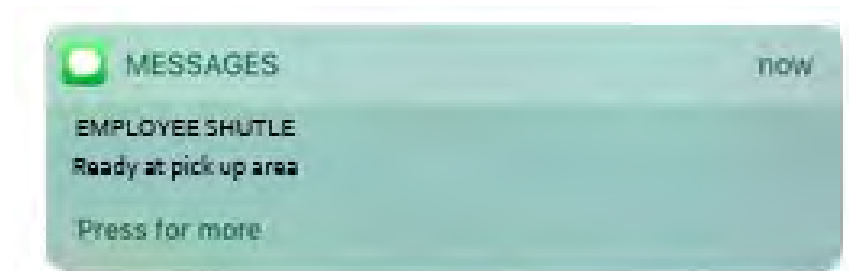 MESSAGES now
EMPLOYEE SHUTLE
Ready at pick up area
Press for more